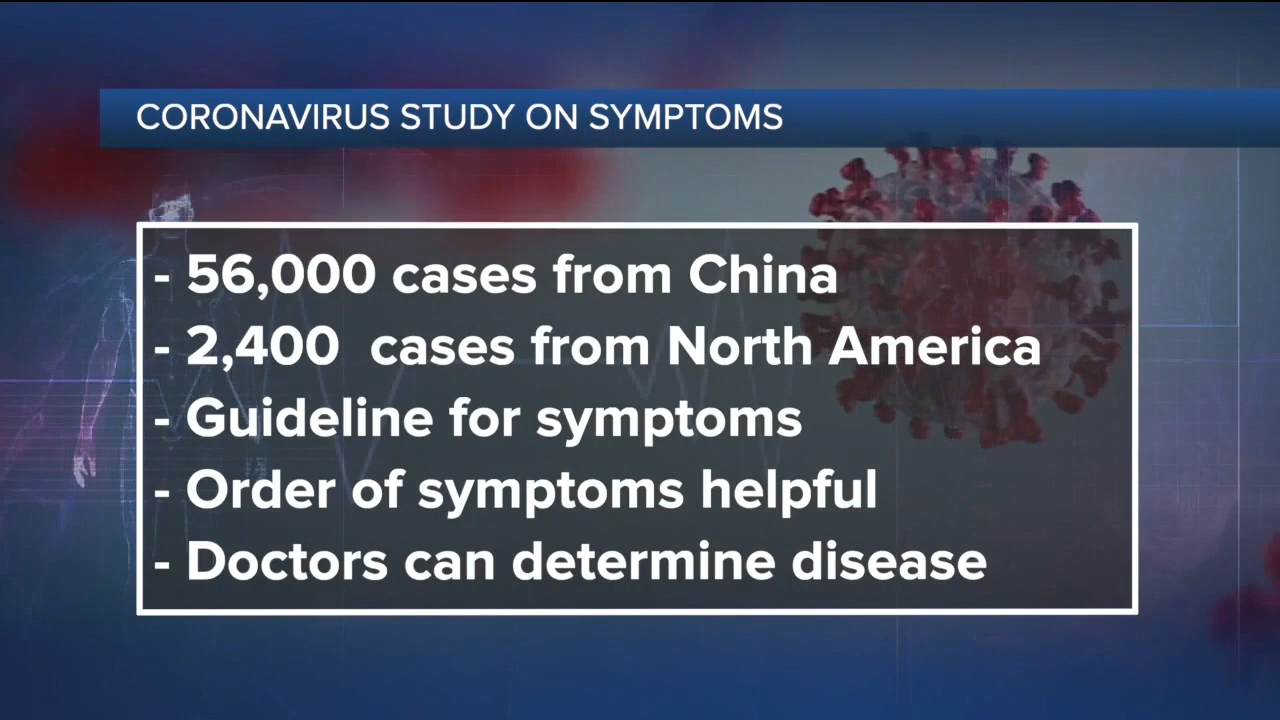 CORONAVIRUS STUDY ON SYMPTOMS
- 56,000 cases from China
- 2,400  cases from North America
- Guideline for symptoms
- Order of symptoms helpful
- Doctors can determine disease